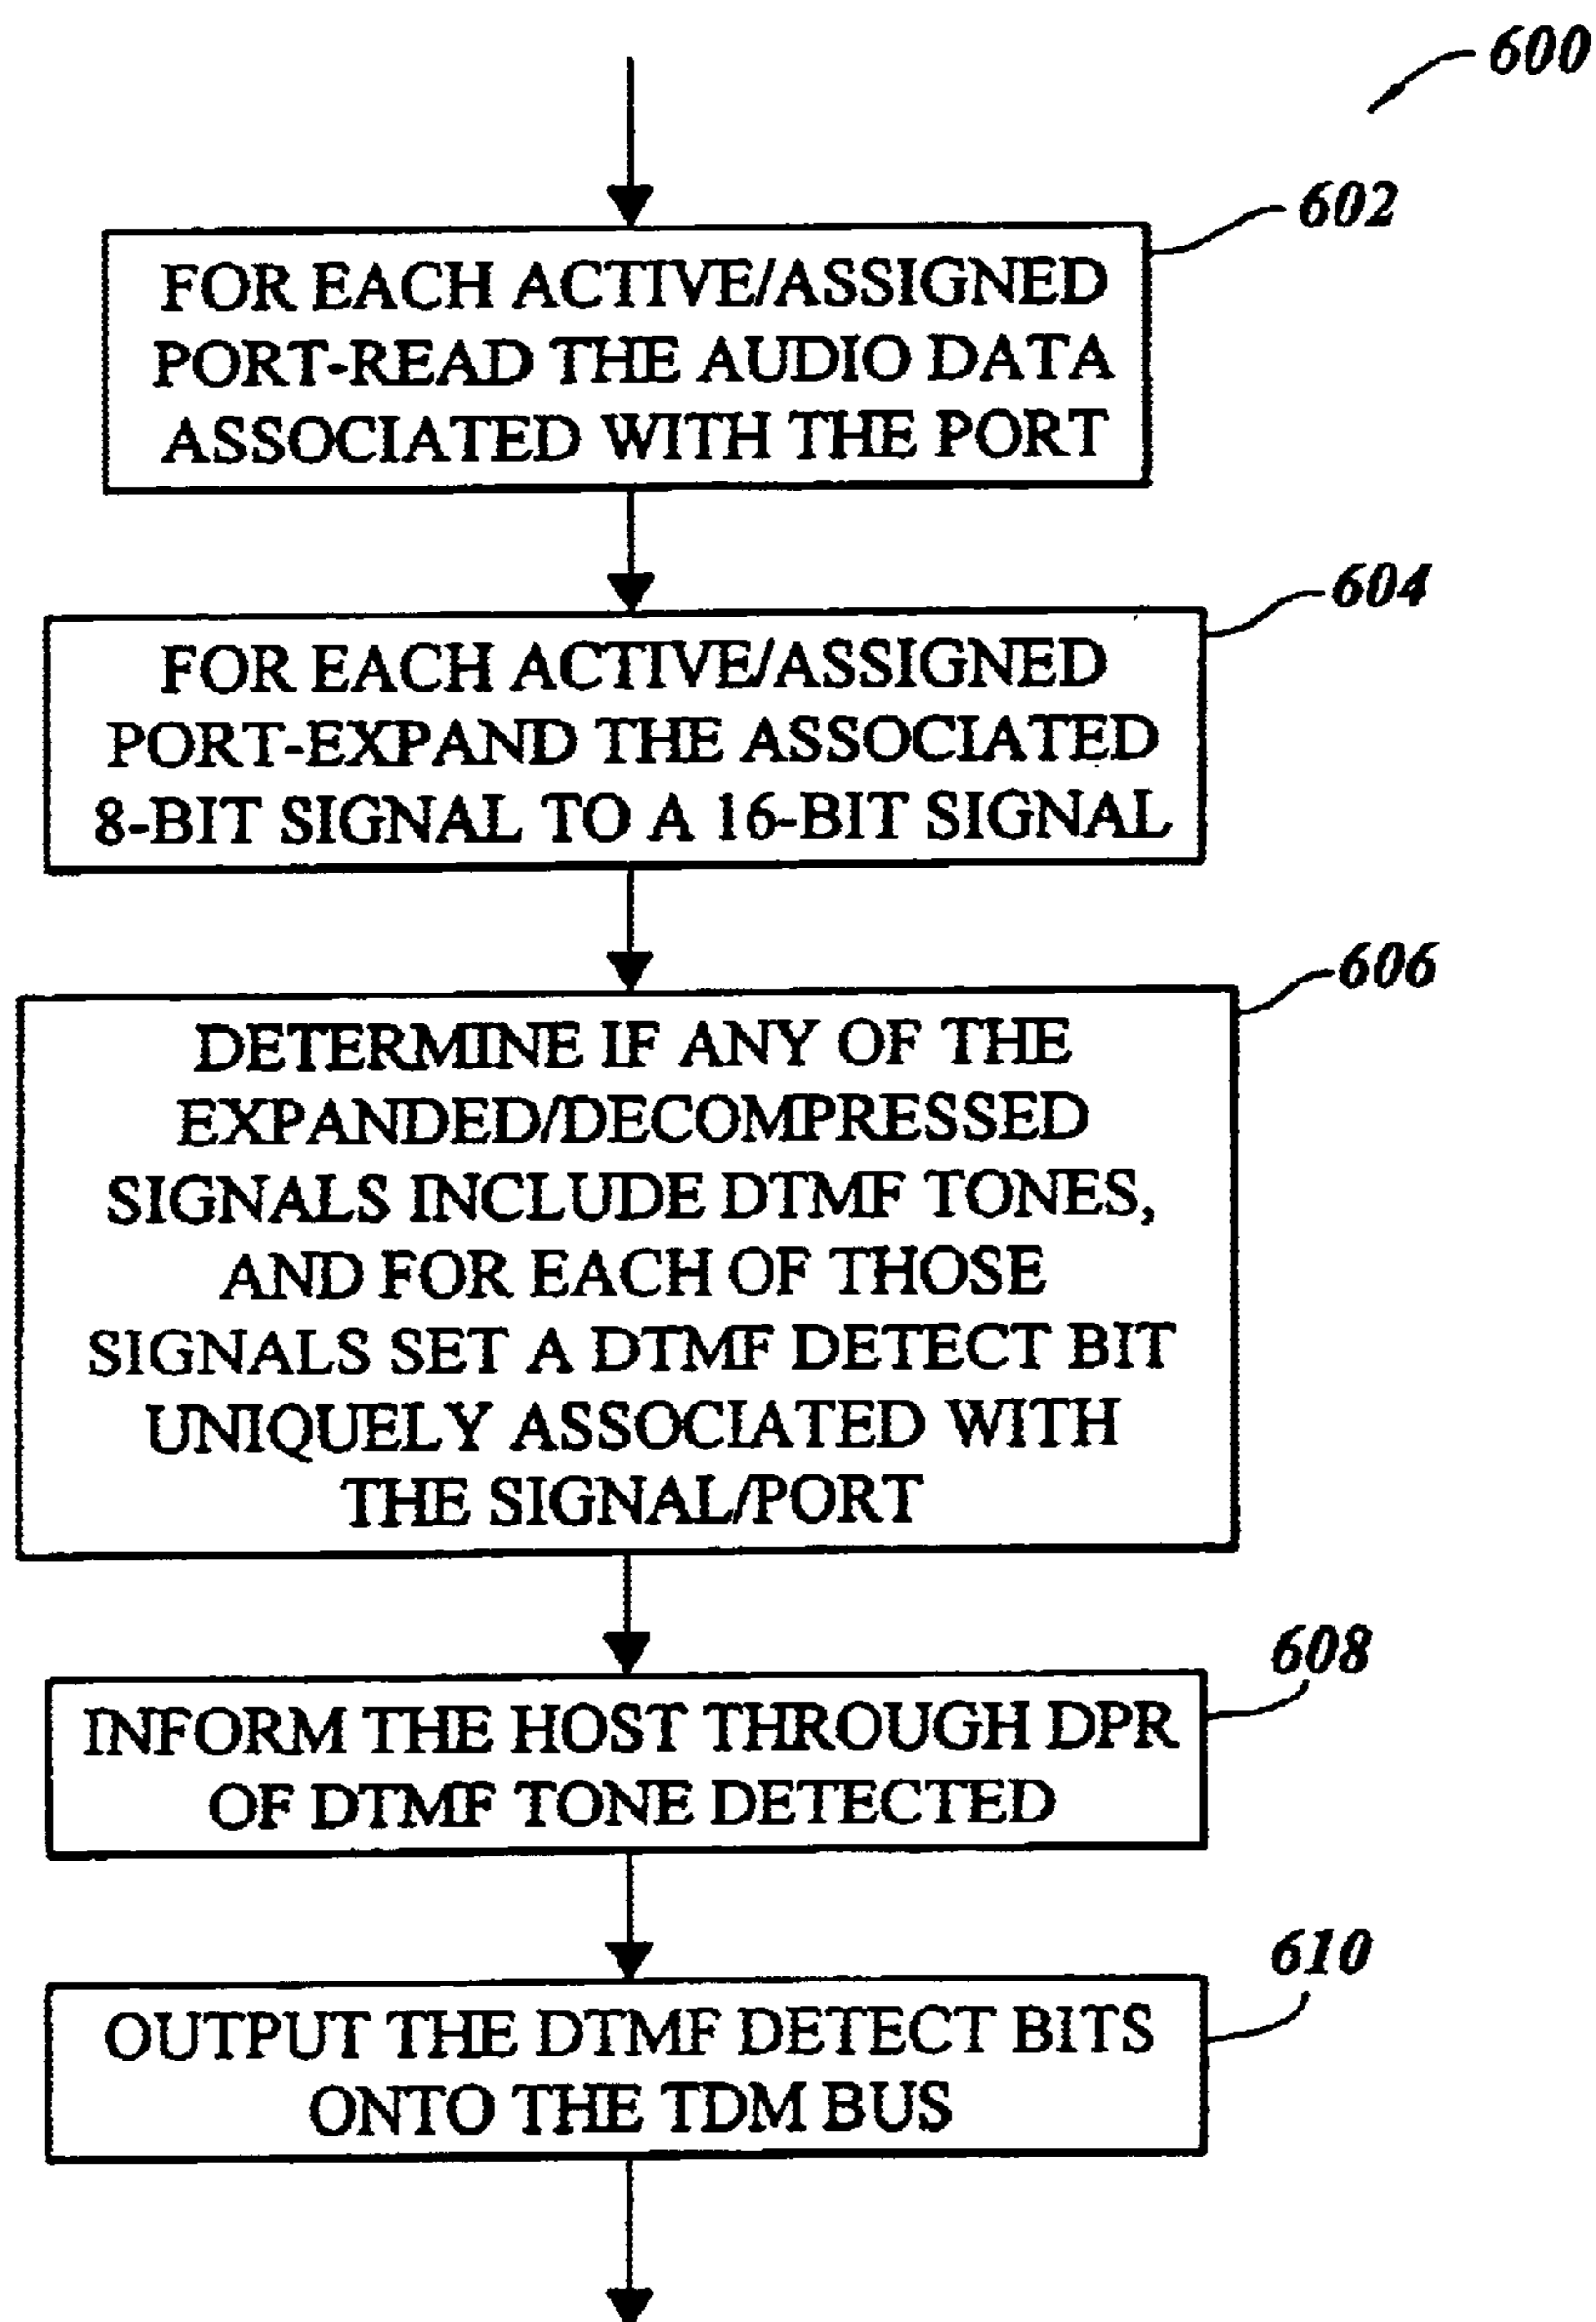 600
602
FOR EACH ACTIVE/ASSIGNED
PORT-READ THE AUDIO DATA
ASSOCIATED WITH THE PORT
604
FOR EACH ACTIVE/ASSIGNED
PORT-EXPAND THE ASSOCIATED
8-BIT SIGNAL TO A 16-BIT SIGNAL
606
DETERMINE IF ANY OF THE
EXPANDED/DECOMPRESSED
SIGNALS INCLUDE DTMF TONES,
AND FOR EACH OF THOSE
SIGNALS SET A DTMF DETECT BIT
UNIQUELY ASSOCIATED WITH
THE SIGNAL/PORT
608
INFORM THE HOST THROUGH DPR
OF DTMF TONE DETECTED
610
OUTPUT THE DTMF DETECT BITS
ONTO THE TDM BUS